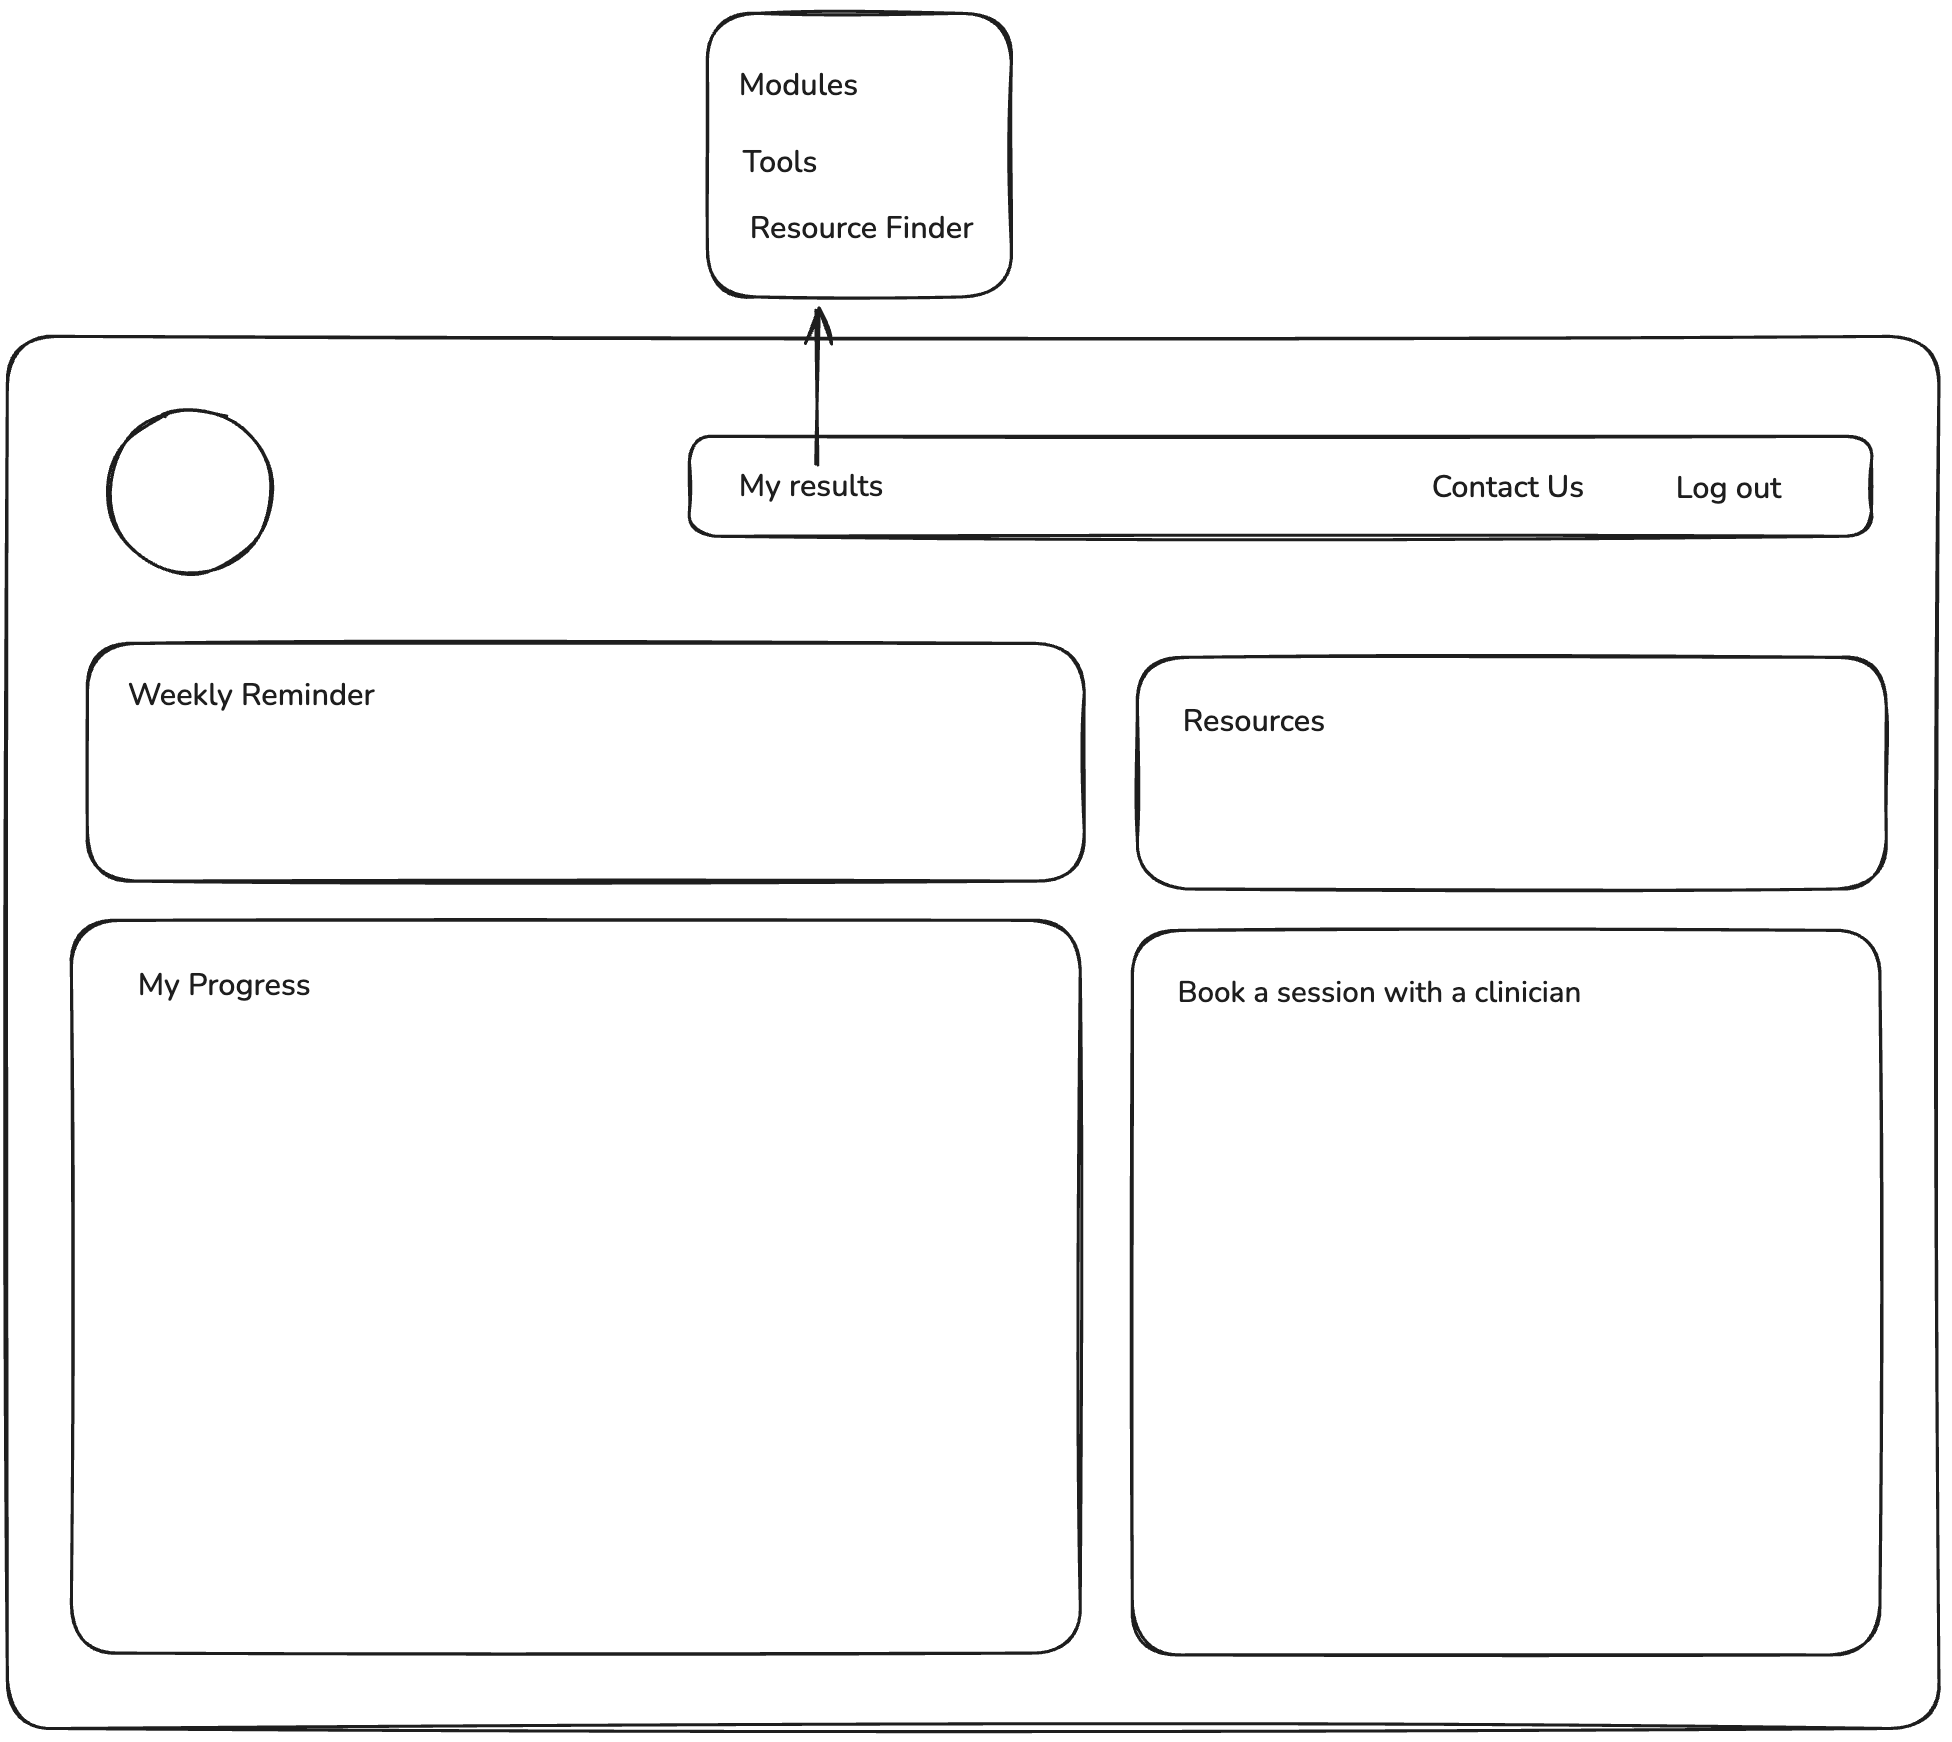 Modules
Tools
Resource Finder
My results
Contact Us
Log out
Weekly Reminder
Resources
My Progress
Book a session with a clinician